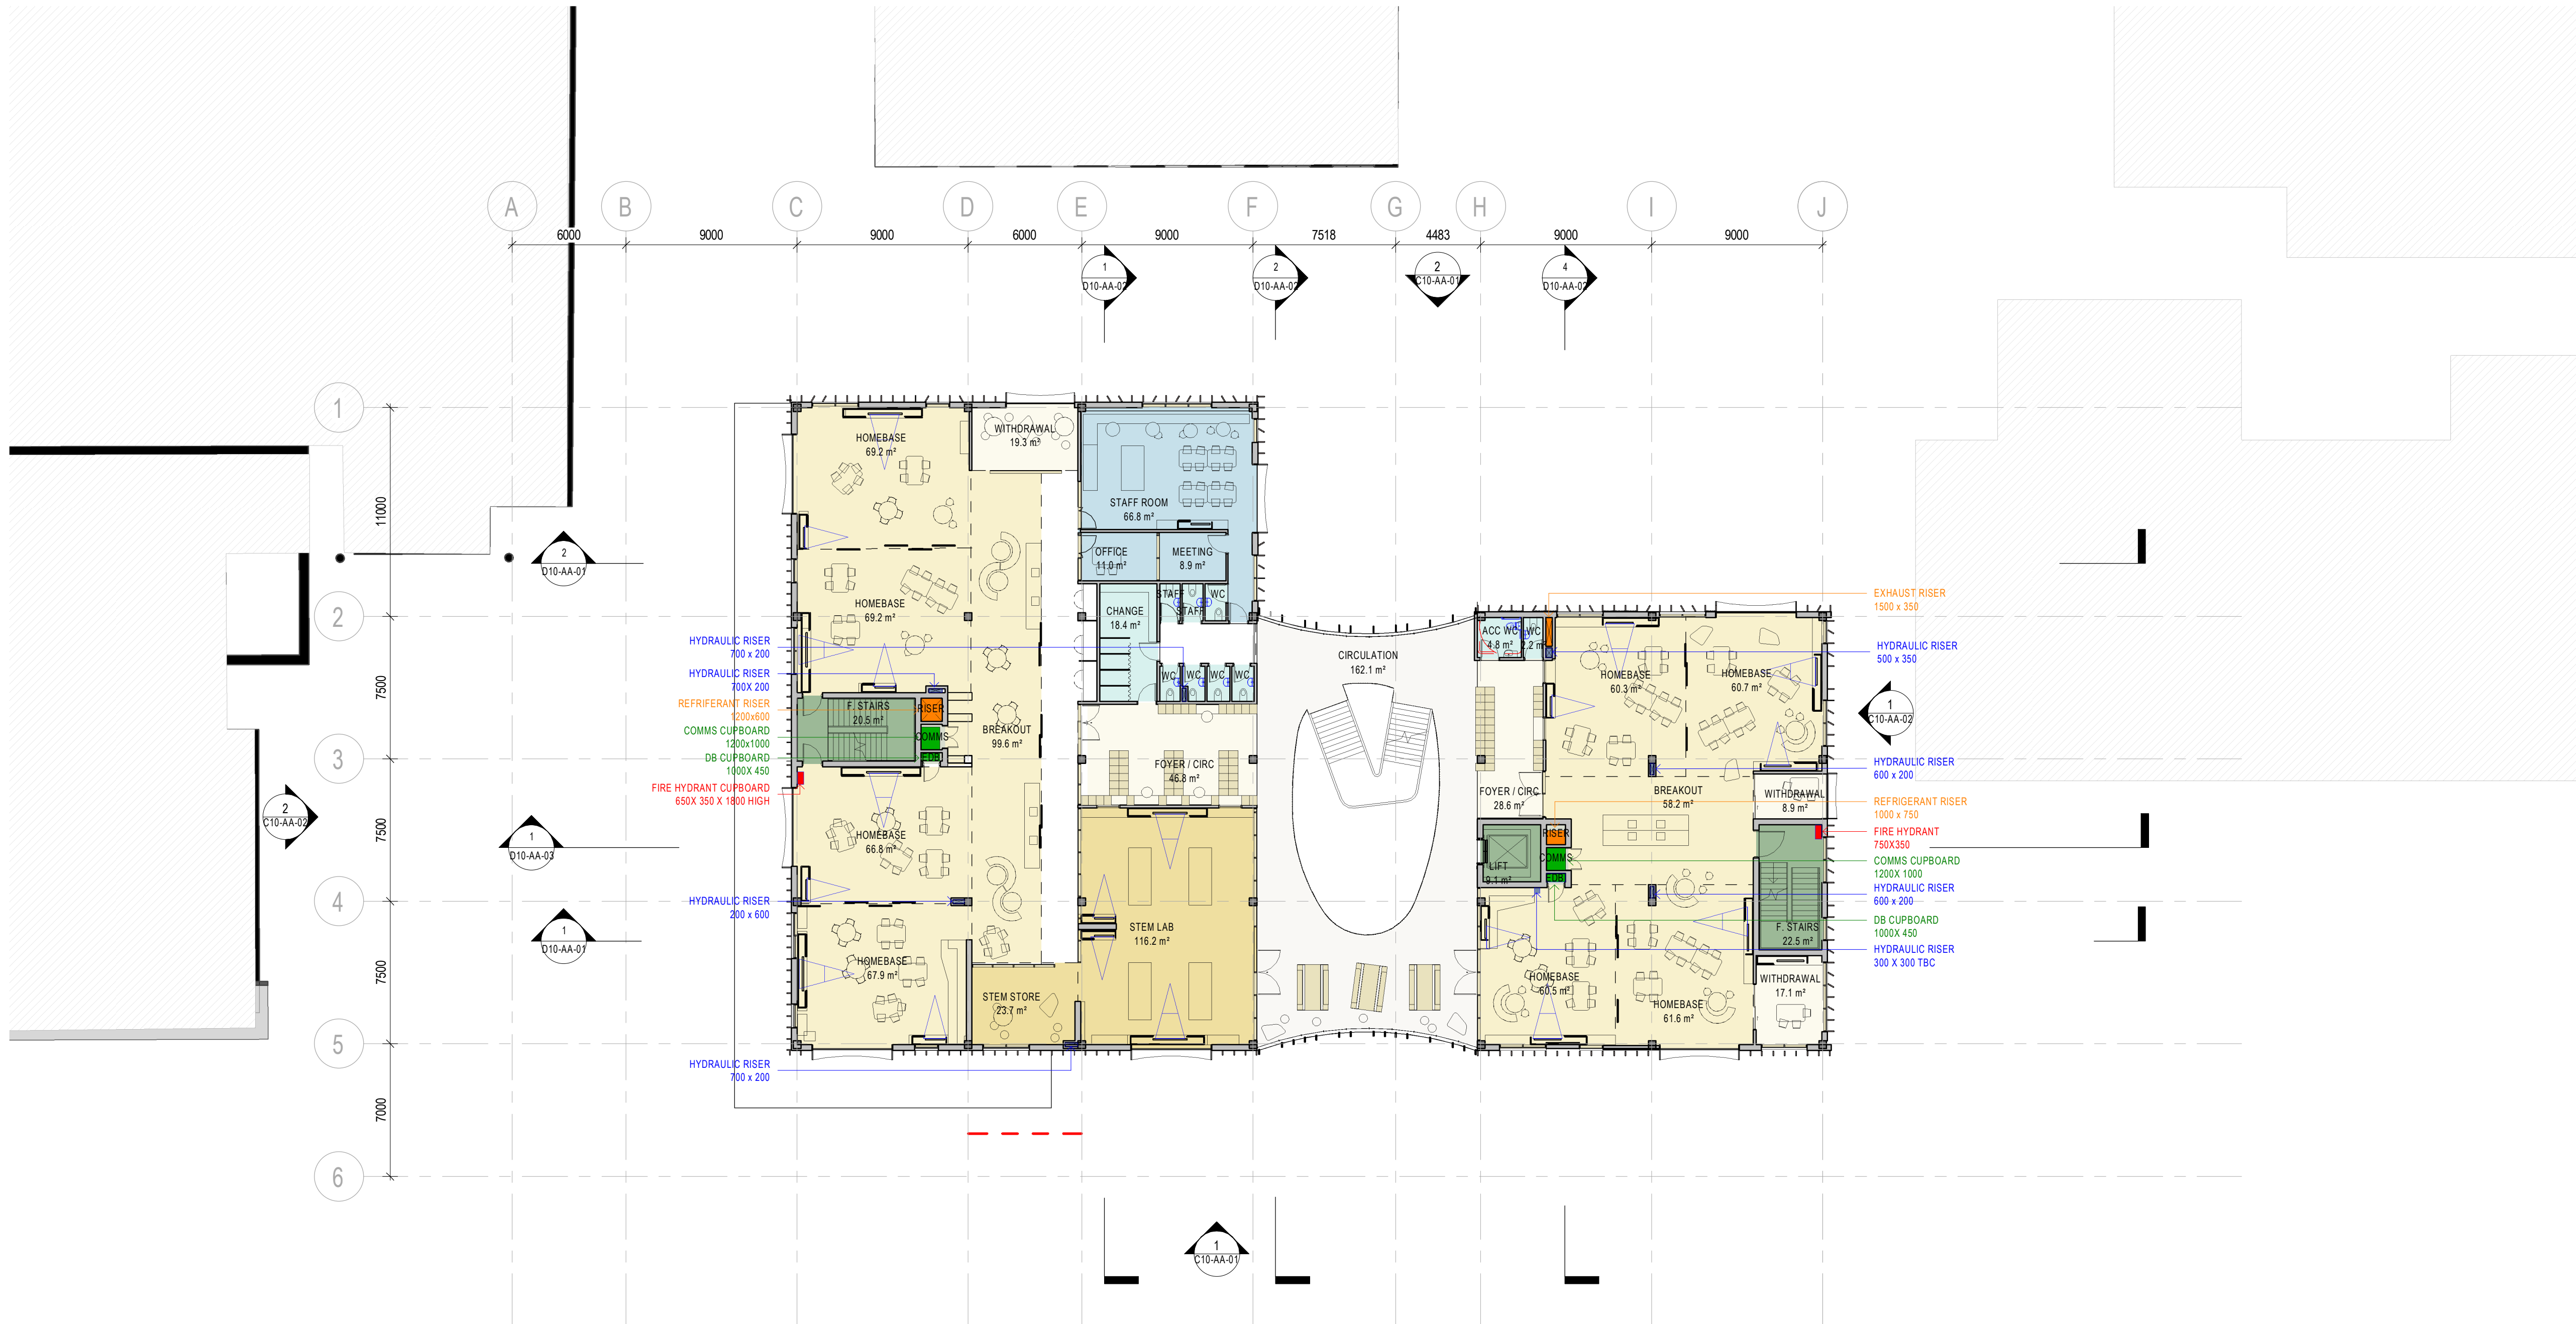 A
B
C
D
E
F
G
H
I
J
6000
9000
9000
6000
9000
7518
4483
9000
9000
1
D10-AA-02
2
D10-AA-02
2
C10-AA-01
4
D10-AA-02
1
2
3
4
5
6
11000
7500
7500
7500
7000
2
D10-AA-01
2
C10-AA-02
1
D10-AA-03
1
D10-AA-01
1
C10-AA-02
1
C10-AA-01
HYDRAULIC RISER
700 x 200
HYDRAULIC RISER
700X 200
REFRIFERANT RISER
1200x600
COMMS CUPBOARD
1200x1000
DB CUPBOARD
1000X 450
FIRE HYDRANT CUPBOARD
650X 350 X 1800 HIGH
HYDRAULIC RISER
200 x 600
HYDRAULIC RISER
700 x 200
HOMEBASE
69.2 m²
WITHDRAWAL
19.3 m²
STAFF ROOM
66.8 m²
OFFICE
11.0 m²
MEETING
8.9 m²
HOMEBASE
69.2 m²
CHANGE
18.4 m²
STAFF
STAFF
WC
WC
WC
WC
WC
F. STAIRS
20.5 m²
RISER
COMMS
EDB
BREAKOUT
99.6 m²
FOYER / CIRC
46.8 m²
HOMEBASE
66.8 m²
HOMEBASE
67.9 m²
STEM STORE
23.7 m²
STEM LAB
116.2 m²
CIRCULATION
162.1 m²
ACC WC
4.8 m²
WC
2.2 m²
HOMEBASE
60.3 m²
HOMEBASE
60.7 m²
FOYER / CIRC
28.6 m²
BREAKOUT
58.2 m²
WITHDRAWAL
8.9 m²
RISER
COMMS
EDB
LIFT
9.1 m²
F. STAIRS
22.5 m²
HOMEBASE
60.5 m²
HOMEBASE
61.6 m²
WITHDRAWAL
17.1 m²
EXHAUST RISER
1500 x 350
HYDRAULIC RISER
500 x 350
HYDRAULIC RISER
600 x 200
REFRIGERANT RISER
1000 x 750
FIRE HYDRANT
750X350
COMMS CUPBOARD
1200X 1000
HYDRAULIC RISER
600 x 200
DB CUPBOARD
1000X 450
HYDRAULIC RISER
300 X 300 TBC